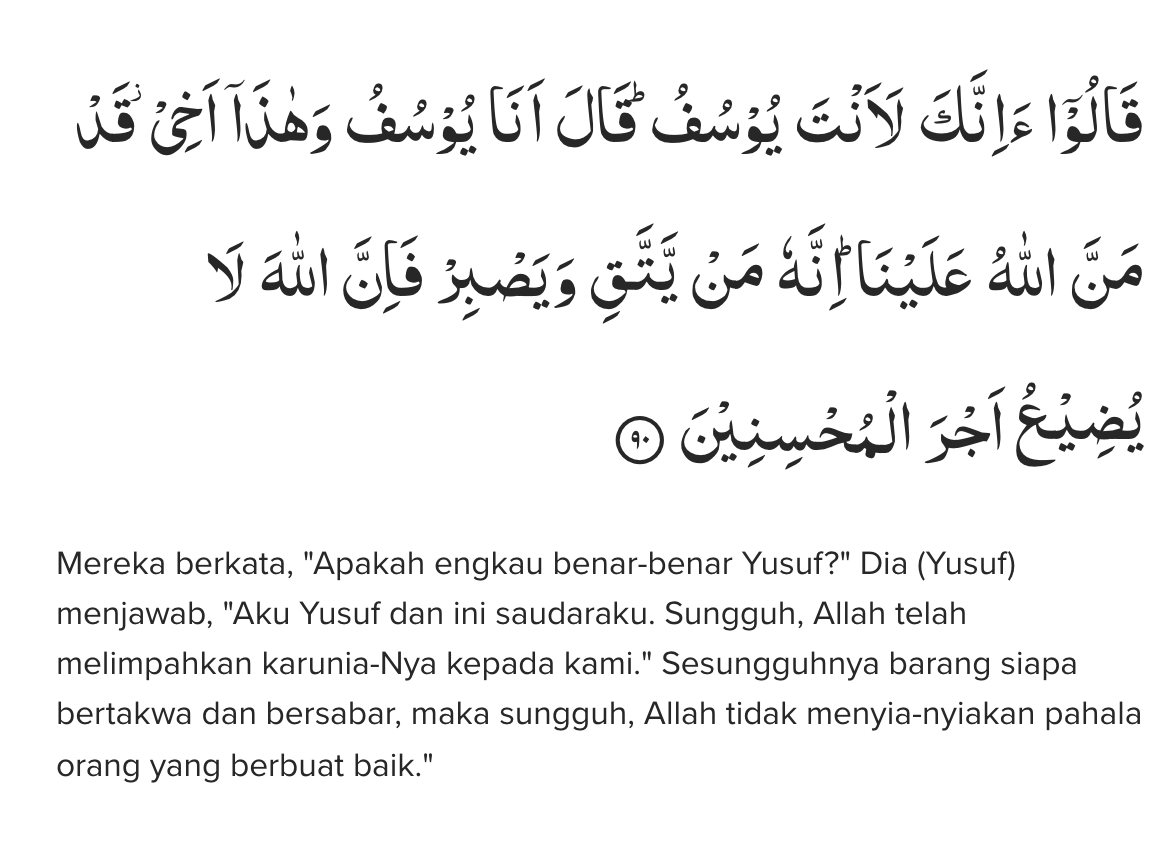 قَالُوْٓا ءَاِنَّكَ لَاَنْتَ يُوْسُفُۗ قَالَ اَنَا۠ يُوْسُفُ وَهٰذَآ اَخِيْ ۨقَدْ
مَنَّ اللّٰهُ عَلَيْنَاۗ اِنَّهٗ مَنْ يَّتَّقِ وَيَصْبِرْ فَاِنَّ اللّٰهَ لَا
يُضِيْعُ اَجْرَ الْمُحْسِنِيْنَ ٩٠
Mereka berkata, "Apakah engkau benar-benar Yusuf?" Dia (Yusuf)
menjawab, "Aku Yusuf dan ini saudaraku. Sungguh, Allah telah
melimpahkan karunia-Nya kepada kami." Sesungguhnya barang siapa
bertakwa dan bersabar, maka sungguh, Allah tidak menyia-nyiakan pahala
orang yang berbuat baik."